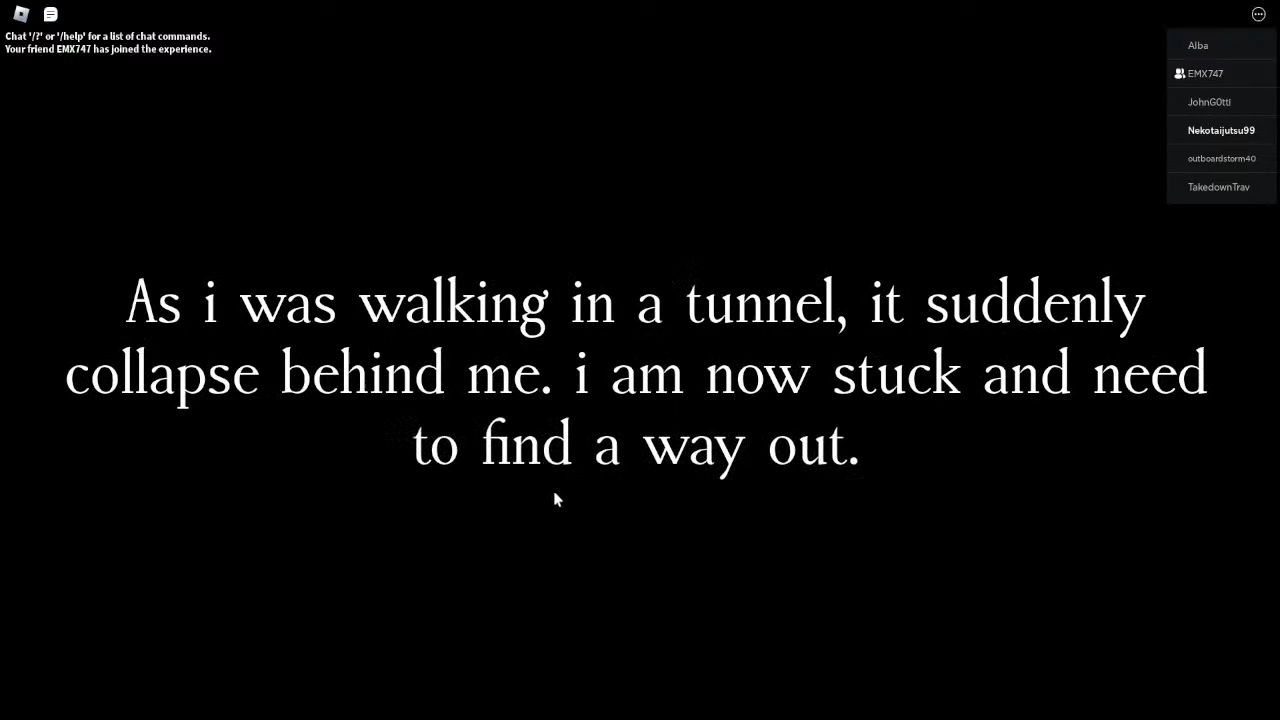 Chat '/?' or '/help' for a list of chat commands.
Your friend EMX747 has joined the experience.
Alba
EMX747
JohnG0tti
Nekotaijutsu99
outboardstorm40
TakedownTrav
As i was walking in a tunnel, it suddenly
collapse behind me. i am now stuck and need
to find a way out.